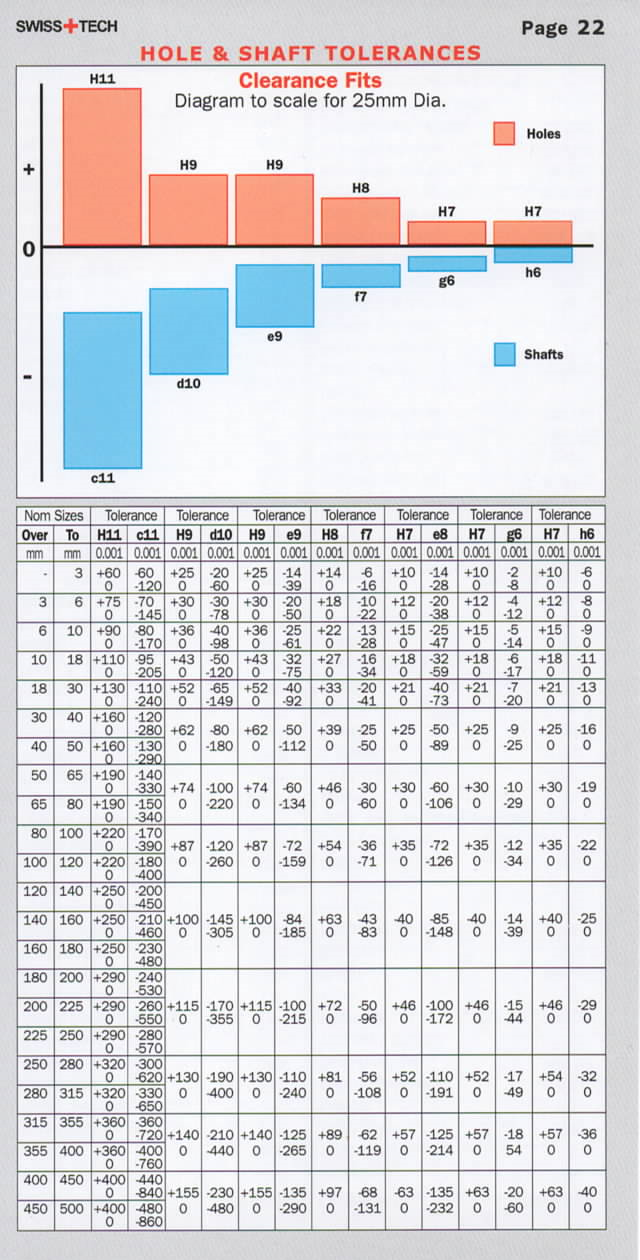 SWISS+TECH Page 22
HOLE & SHAFT TOLERANCES
Clearance Fits
Diagram to scale for 25mm Dia.
H11
H9
H9
H8
H7
H7
Holes
+
0
-
c11
d10
e9
f7
g6
h6
Shafts
Nom Sizes Tolerance Tolerance Tolerance Tolerance Tolerance Tolerance Tolerance
Over To H11 c11 H9 d10 H9 e9 H8 f7 H7 e8 H7 g6 H7 h6
mm mm 0.001 0.001 0.001 0.001 0.001 0.001 0.001 0.001 0.001 0.001 0.001 0.001 0.001 0.001
- 3 +60 -60 +25 -20 +25 -14 +14 -6 +10 -14 +10 -2 +10 -6
0 -120 0 -60 0 -39 0 -16 0 -28 0 -8 0 0
3 6 +75 -70 +30 -30 +30 -20 +18 -10 +12 -20 +12 -4 +12 -8
0 -145 0 -78 0 -50 0 -22 0 -38 0 -12 0 0
6 10 +90 -80 +36 -40 +36 -25 +22 -13 +15 -25 +15 -5 +15 -9
0 -170 0 -98 0 -61 0 -28 0 -47 0 -14 0 0
10 18 +110 -95 +43 -50 +43 -32 +27 -16 +18 -32 +18 -6 +18 -11
0 -205 0 -120 0 -75 0 -34 0 -59 0 -17 0 0
18 30 +130 -110 +52 -65 +52 -40 +33 -20 +21 -40 +21 -7 +21 -13
0 -240 0 -149 0 -92 0 -41 0 -73 0 -20 0 0
30 40 +160 -120
0 -280 +62 -80 +62 -50 +39 -25 +25 -50 +25 -9 +25 -16
40 50 +160 -130 0 -180 0 -112 0 -50 0 -89 0 -25 0 0
0 -290
50 65 +190 -140
0 -330 +74 -100 +74 -60 +46 -30 +30 -60 +30 -10 +30 -19
65 80 +190 -150 0 -220 0 -134 0 -60 0 -106 0 -29 0 0
0 -340
80 100 +220 -170
0 -390 +87 -120 +87 -72 +54 -36 +35 -72 +35 -12 +35 -22
100 120 +220 -180 0 -260 0 -159 0 -71 0 -126 0 -34 0 0
0 -400
120 140 +250 -200
0 -450
140 160 +250 -210 +100 -145 +100 -84 +63 -43 -40 -85 -40 -14 +40 -25
0 -460 0 -305 0 -185 0 -83 0 -148 0 -39 0 0
160 180 +250 -230
0 -480
180 200 +290 -240
0 -530
200 225 +290 -260 +115 -170 +115 -100 +72 -50 +46 -100 +46 -15 +46 -29
0 -550 0 -355 0 -215 0 -96 0 -172 0 -44 0 0
225 250 +290 -280
0 -570
250 280 +320 -300
0 -620 +130 -190 +130 -110 +81 -56 +52 -110 +52 -17 +54 -32
280 315 +320 -330 0 -400 0 -240 0 -108 0 -191 0 -49 0 0
0 -650
315 355 +360 -360
0 -720 +140 -210 +140 -125 +89 -62 +57 -125 +57 -18 +57 -36
355 400 +360 -400 0 -440 0 -265 0 -119 0 -214 0 54 0 0
0 -760
400 450 +400 -440
0 -840 +155 -230 +155 -135 +97 -68 -63 -135 +63 -20 +63 -40
450 500 +400 -480 0 -480 0 -290 0 -131 0 -232 0 -60 0 0
0 -860